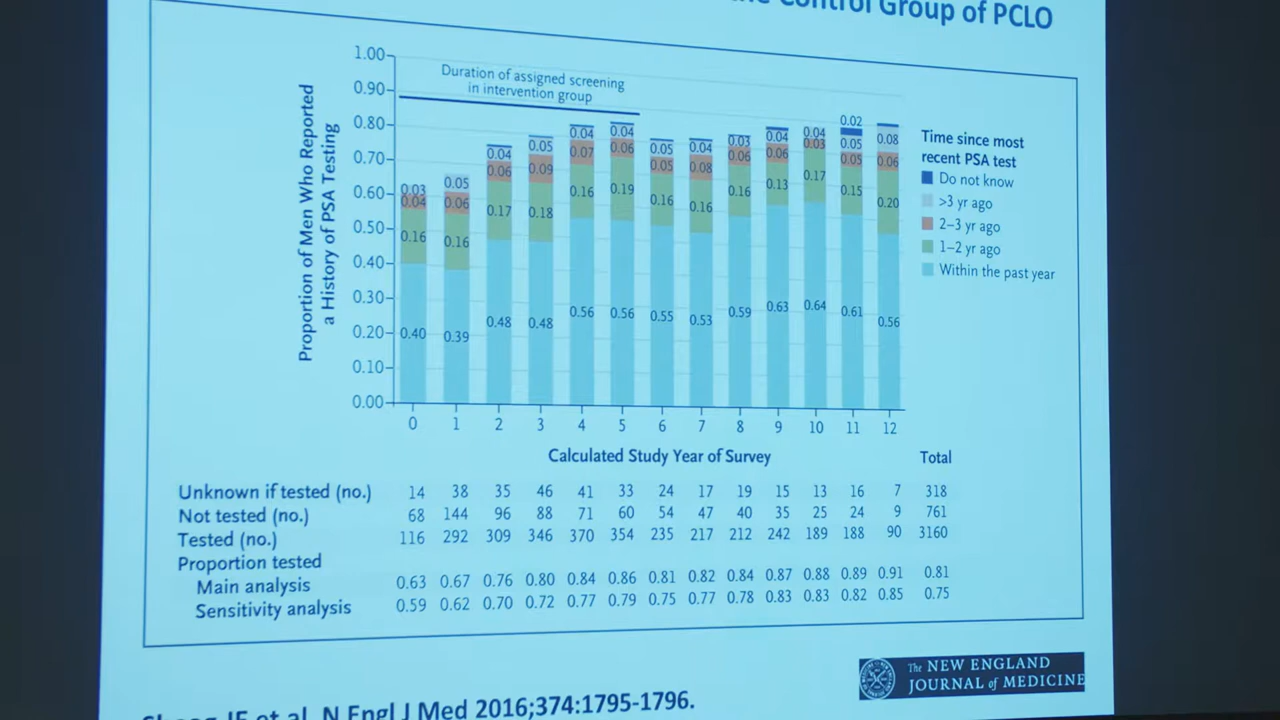 Control Group of PCLO
1.00
0.90
0.80
0.70
0.60
0.50
0.40
0.30
0.20
0.10
0.00
Proportion of Men Who Reported
a History of PSA Testing
Duration of assigned screening
in intervention group
0.03
0.04
0.16
0.40
0.05
0.06
0.16
0.39
0.04
0.06
0.17
0.48
0.05
0.09
0.18
0.48
0.04
0.07
0.16
0.56
0.04
0.06
0.19
0.56
0.05
0.05
0.16
0.55
0.04
0.08
0.16
0.53
0.03
0.06
0.16
0.59
0.04
0.06
0.13
0.63
0.04
0.03
0.17
0.64
0.02
0.05
0.05
0.15
0.61
0.08
0.06
0.20
0.56
Time since most
recent PSA test
Do not know
>3 yr ago
2–3 yr ago
1–2 yr ago
Within the past year
0 1 2 3 4 5 6 7 8 9 10 11 12
Calculated Study Year of Survey Total
Unknown if tested (no.) 14 38 35 46 41 33 24 17 19 15 13 16 7 318
Not tested (no.) 68 144 96 88 71 60 54 47 40 35 25 24 9 761
Tested (no.) 116 292 309 346 370 354 235 217 212 242 189 188 90 3160
Proportion tested
Main analysis 0.63 0.67 0.76 0.80 0.84 0.86 0.81 0.82 0.84 0.87 0.88 0.89 0.91 0.81
Sensitivity analysis 0.59 0.62 0.70 0.72 0.77 0.79 0.75 0.77 0.78 0.83 0.83 0.82 0.85 0.75
The NEW ENGLAND
JOURNAL of MEDICINE
et al. N Engl J Med 2016;374:1795-1796.